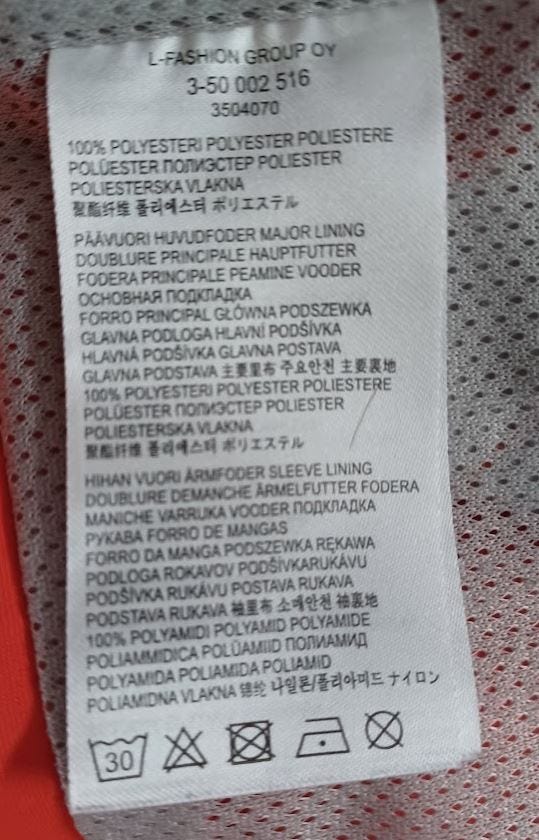 L-FASHION GROUP OY
3-50 002 516
3504070
100% POLYESTERI POLYESTER POLIESTERE
POLÜESTER ПОЛИЭСТЕР POLIESTER
POLIESTERSKA VLAKNA
聚酯纤维 폴리에스터 ポリエステル
PÄÄVUORI HUVUDFODER MAJOR LINING
DOUBLURE PRINCIPALE HAUPTFUTTER
FODERA PRINCIPALE PEAMINE VOODER
ОСНОВНАЯ ПОДКЛАДКА
FORRO PRINCIPAL GŁÓWNA PODSZEWKA
GLAVNA PODLOGA HLAVNÍ PODŠÍVKA
HLAVNÁ PODŠÍVKA GLAVNA POSTAVA
GLAVNA PODSTAVA 主要里布 주요안천 主要裏地
100% POLYESTERI POLYESTER POLIESTERE
POLÜESTER ПОЛИЭСТЕР POLIESTER
POLIESTERSKA VLAKNA
聚酯纤维 폴리에스터 ポリエステル
HIHAN VUORI ÄRMFODER SLEEVE LINING
DOUBLURE DEMANCHE ÄRMELFUTTER FODERA
MANICHE VARRUKA VOODER ПОДКЛАДКА
РУКАВА FORRO DE MANGAS
FORRO DA MANGA PODSZEWKA RĘKAWA
PODLOGA ROKAVOV PODŠÍVKARUKÁVU
PODŠÍVKA RUKÁVU POSTAVA RUKAVA
PODSTAVA RUKAVA 袖里布 소매안천 袖裏地
100% POLYAMIDI POLYAMID POLYAMIDE
POLIAMMIDICA POLÜAMIID ПОЛИАМИД
POLYAMIDA POLIAMIDA POLIAMID
POLIAMIDNA VLAKNA 锦纶 나일론/폴리아미드 ナイロン
30